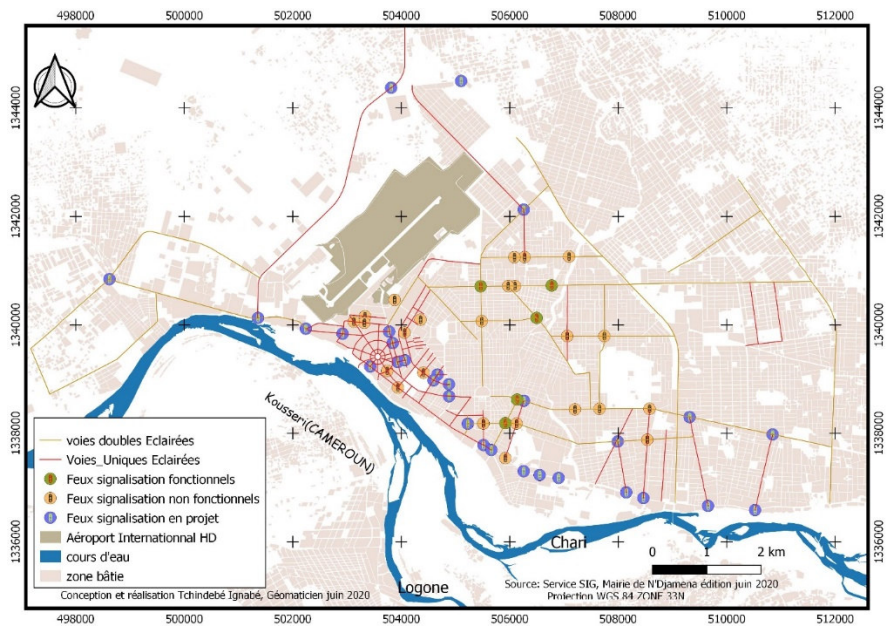 498000 500000 502000 504000 506000 508000 510000 512000
1344000 1344000
1342000 1342000
1340000 1340000
Kousseri(CAMEROUN)
1338000 1338000
voies doubles Eclairées
Voies_Uniques Eclairées
Feux signalisation fonctionnels
Feux signalisation non fonctionnels
Feux signalisation en projet
Aéroport Internationnal HD
cours d'eau
zone bâtie
1336000 1336000
Chari
0 1 2 km
Logone
Source: Service SIG, Mairie de N'Djamena édition juin 2020
Projection WGS 84 ZONE 33N
Conception et réalisation Tchindebé Ignabé, Géomaticien juin 2020
498000 500000 502000 504000 506000 508000 510000 512000